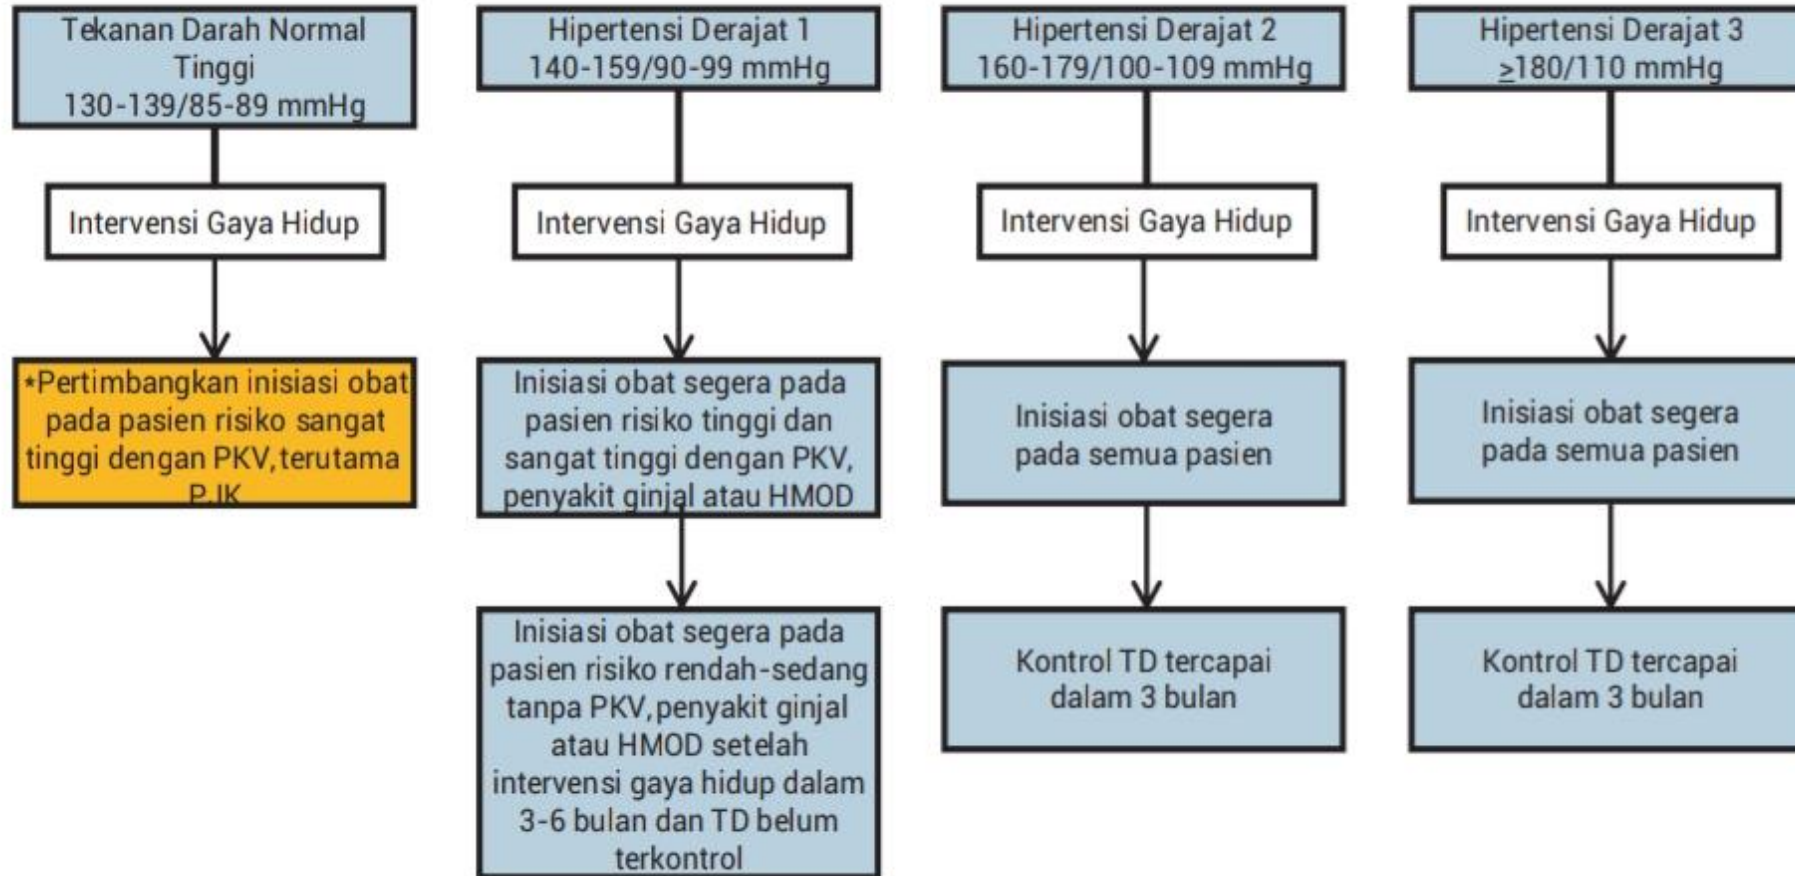 Tekanan Darah Normal
Tinggi
130-139/85-89 mmHg
Intervensi Gaya Hidup
*Pertimbangkan inisiasi obat
pada pasien risiko sangat
tinggi dengan PKV,terutama
PJK
Hipertensi Derajat 1
140-159/90-99 mmHg
Intervensi Gaya Hidup
Inisiasi obat segera pada
pasien risiko tinggi dan
sangat tinggi dengan PKV,
penyakit ginjal atau HMOD
Inisiasi obat segera pada
pasien risiko rendah-sedang
tanpa PKV,penyakit ginjal
atau HMOD setelah
intervensi gaya hidup dalam
3-6 bulan dan TD belum
terkontrol
Hipertensi Derajat 2
160-179/100-109 mmHg
Intervensi Gaya Hidup
Inisiasi obat segera
pada semua pasien
Kontrol TD tercapai
dalam 3 bulan
Hipertensi Derajat 3
≥180/110 mmHg
Intervensi Gaya Hidup
Inisiasi obat segera
pada semua pasien
Kontrol TD tercapai
dalam 3 bulan